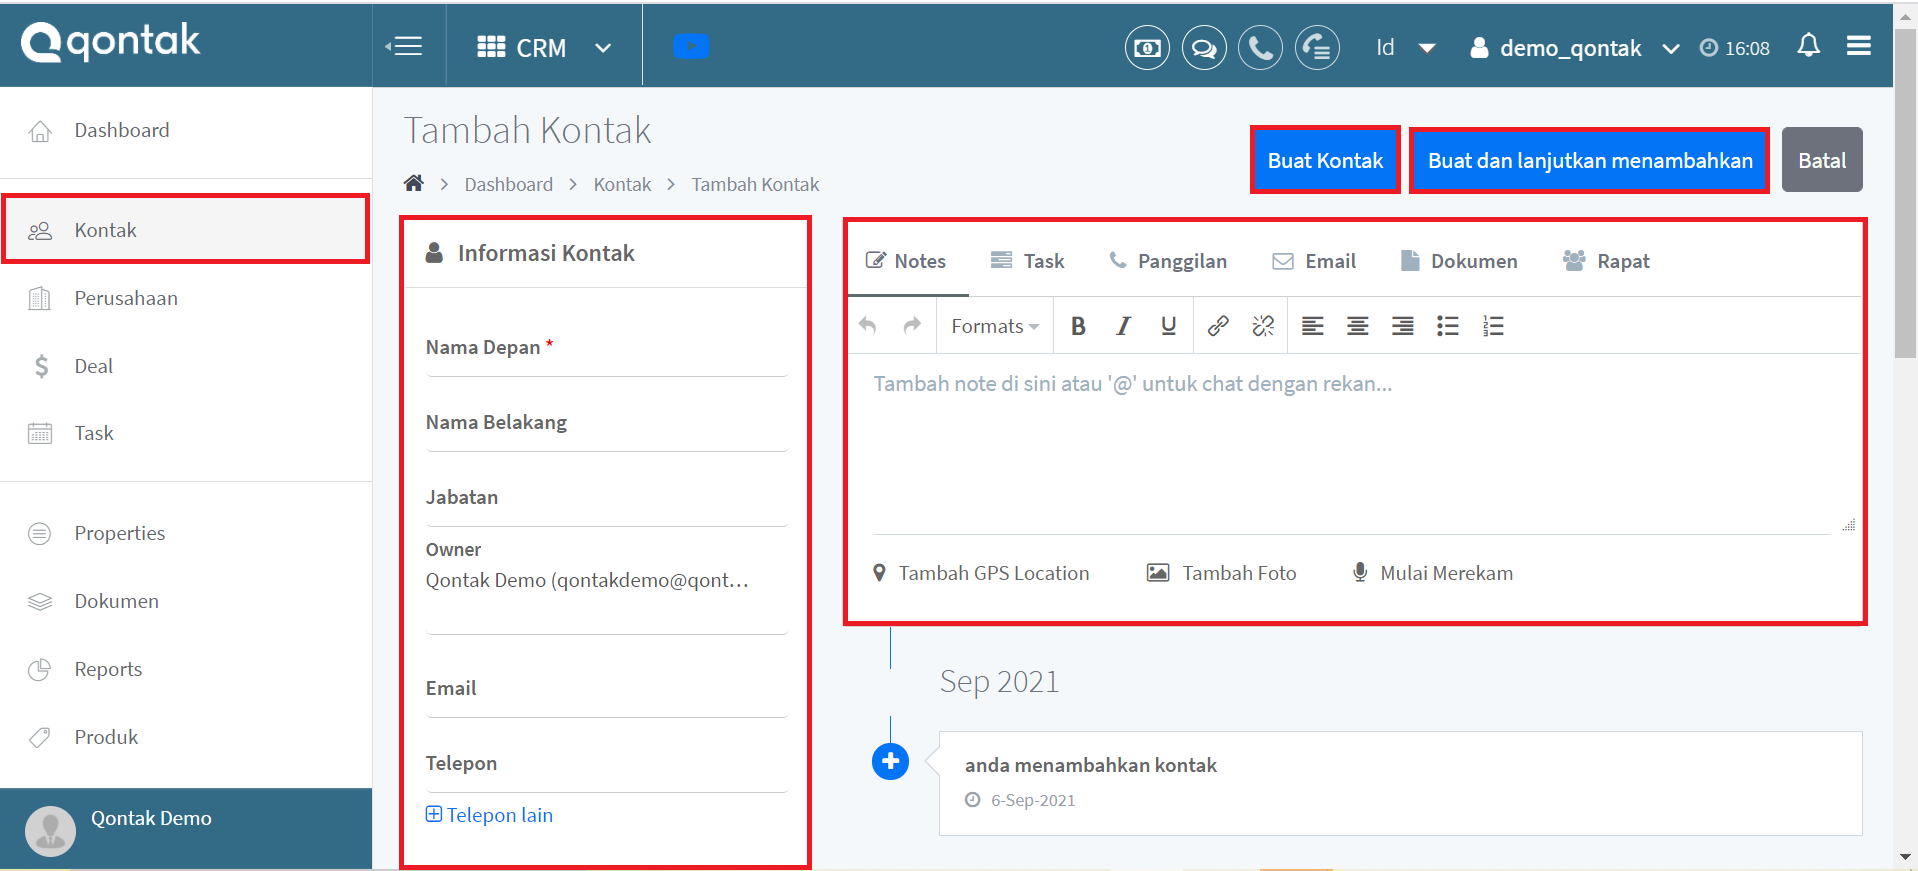 qontak
CRM
Id
demo_qontak
16:08
Dashboard
Kontak
Perusahaan
Deal
Task
Properties
Dokumen
Reports
Produk
Qontak Demo
Tambah Kontak
Dashboard > Kontak > Tambah Kontak
Buat Kontak
Buat dan lanjutkan menambahkan
Batal
Informasi Kontak
Nama Depan *
Nama Belakang
Jabatan
Owner
Qontak Demo (qontakdemo@qont...
Email
Telepon
Telepon lain
Notes
Task
Panggilan
Email
Dokumen
Rapat
Formats
B I U
Tambah note di sini atau '@' untuk chat dengan rekan...
Tambah GPS Location
Tambah Foto
Mulai Merekam
Sep 2021
anda menambahkan kontak
6-Sep-2021